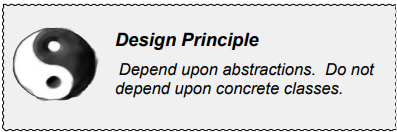 Design Principle
Depend upon abstractions. Do not
depend upon concrete classes.